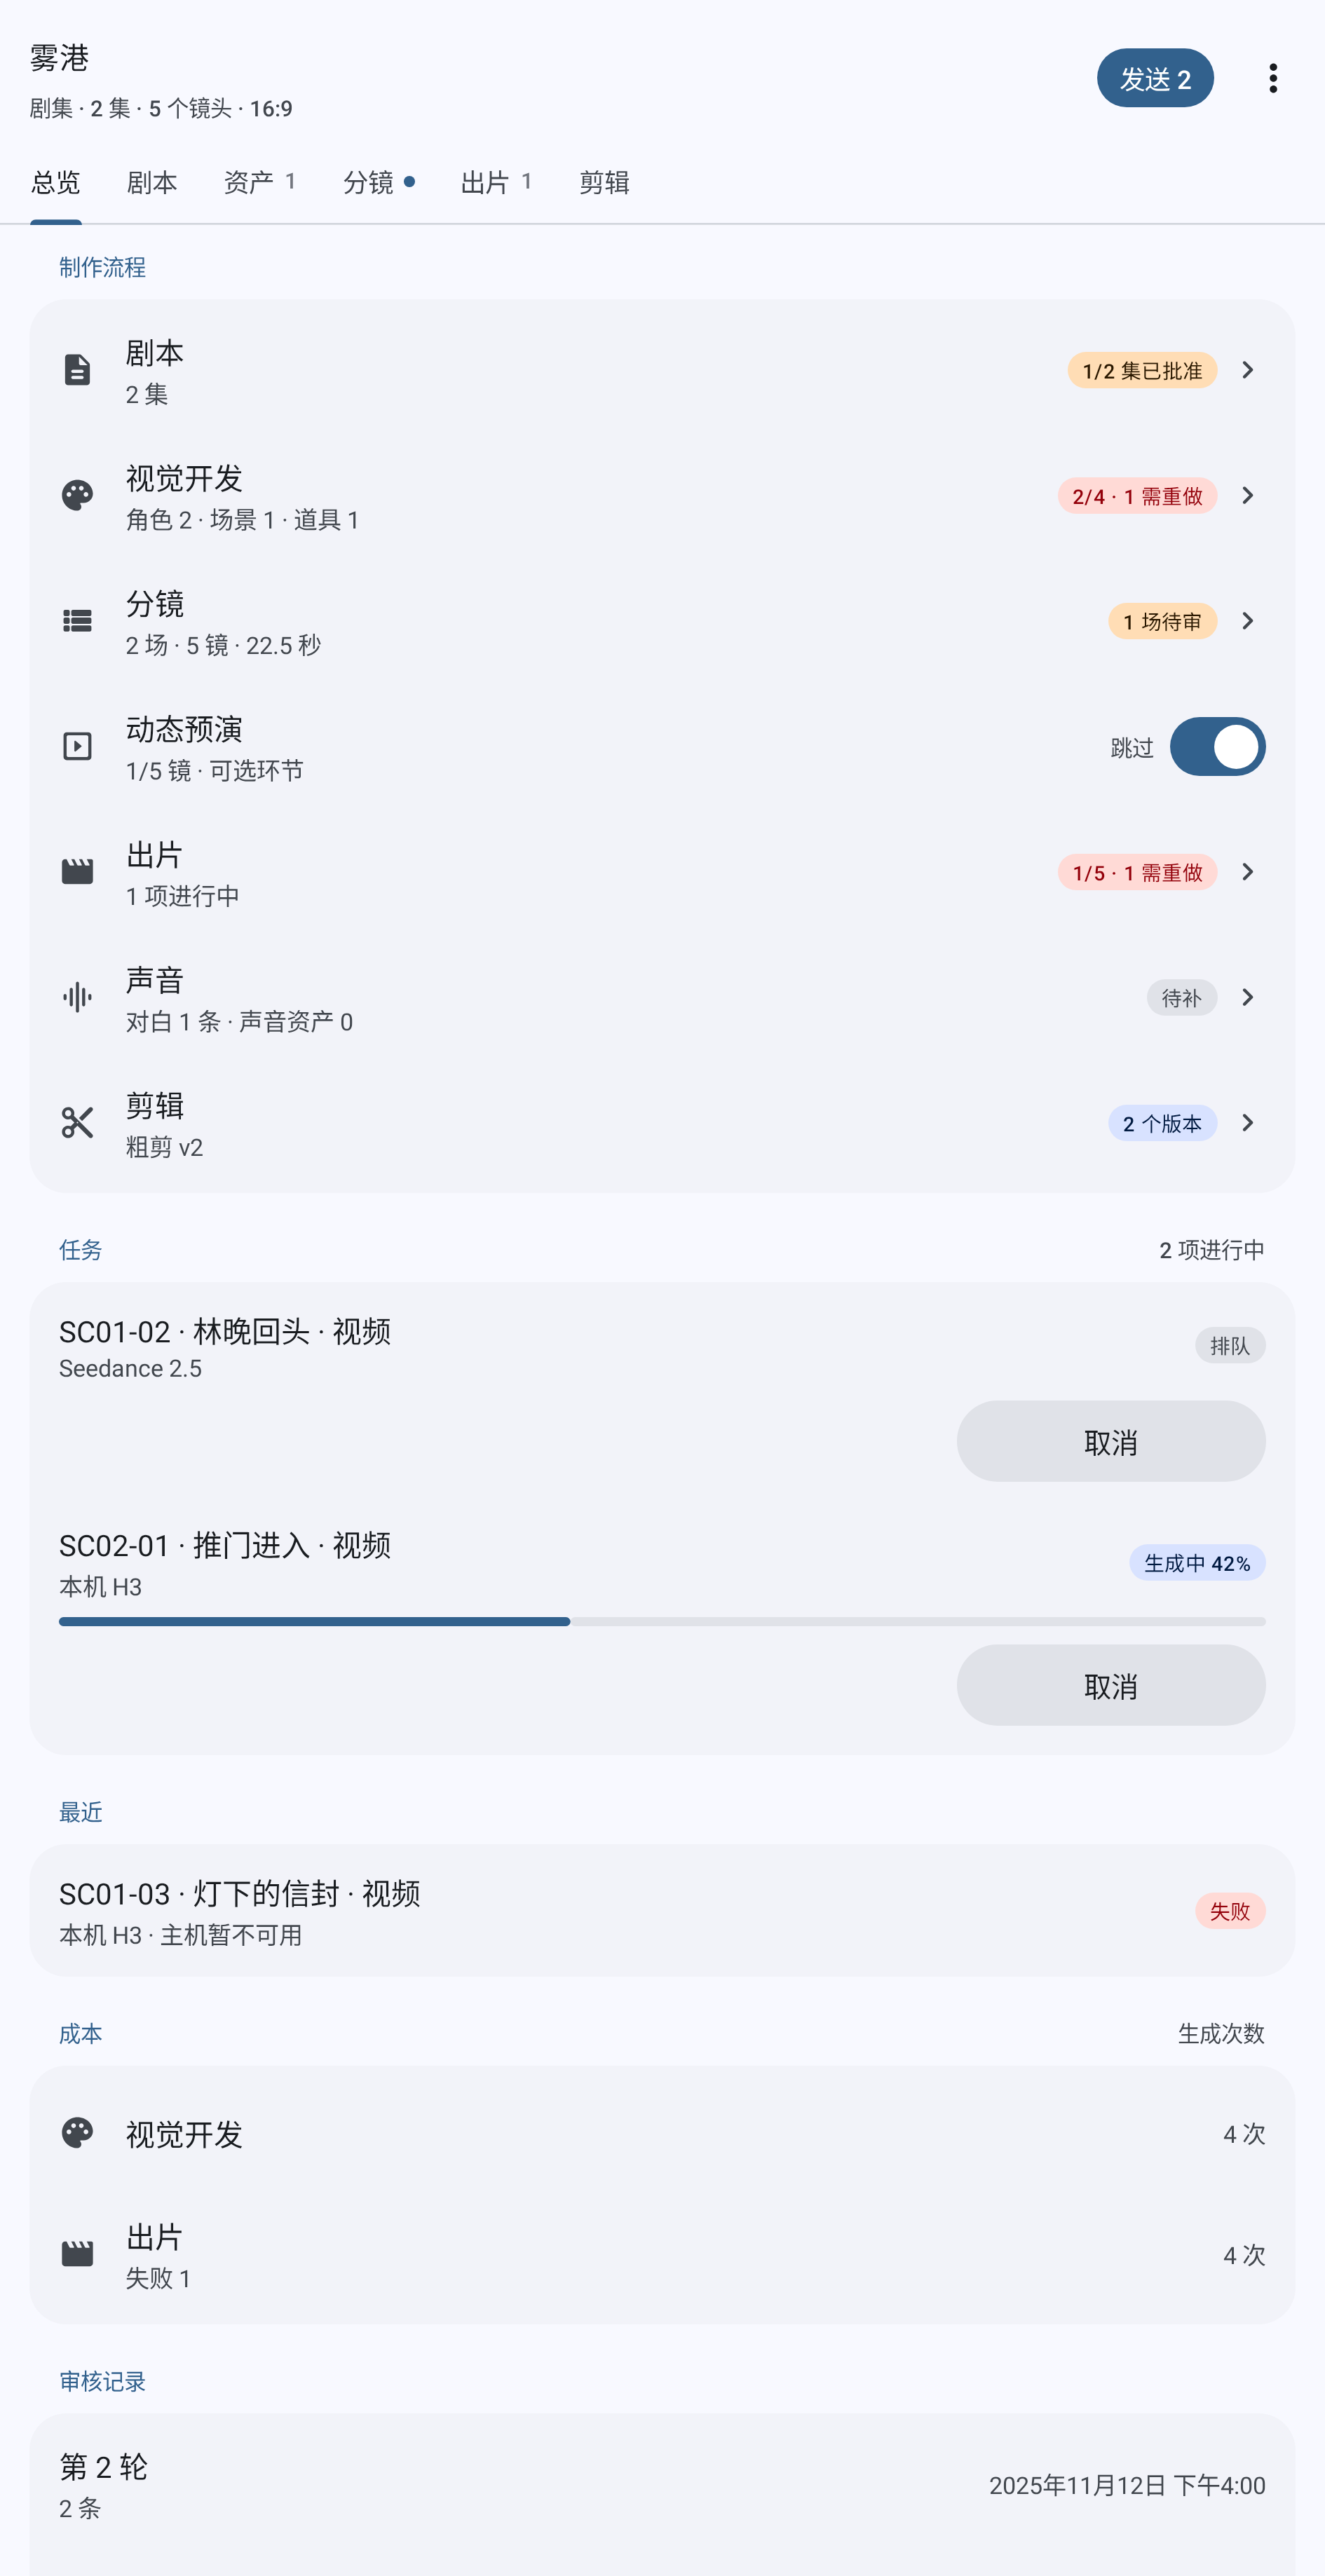 雾港
剧集 · 2 集 · 5 个镜头 · 16:9
发送 2
总览 剧本 资产 1 分镜 出片 1 剪辑
制作流程
剧本
2 集
1/2 集已批准
视觉开发
角色 2 · 场景 1 · 道具 1
2/4 · 1 需重做
分镜
2 场 · 5 镜 · 22.5 秒
1 场待审
动态预演
1/5 镜 · 可选环节
跳过
出片
1 项进行中
1/5 · 1 需重做
声音
对白 1 条 · 声音资产 0
待补
剪辑
粗剪 v2
2 个版本
任务
2 项进行中
SC01-02 · 林晚回头 · 视频
Seedance 2.5
排队
取消
SC02-01 · 推门进入 · 视频
本机 H3
生成中 42%
取消
最近
SC01-03 · 灯下的信封 · 视频
本机 H3 · 主机暂不可用
失败
成本
生成次数
视觉开发
4 次
出片
失败 1
4 次
审核记录
第 2 轮
2 条
2025年11月12日 下午4:00